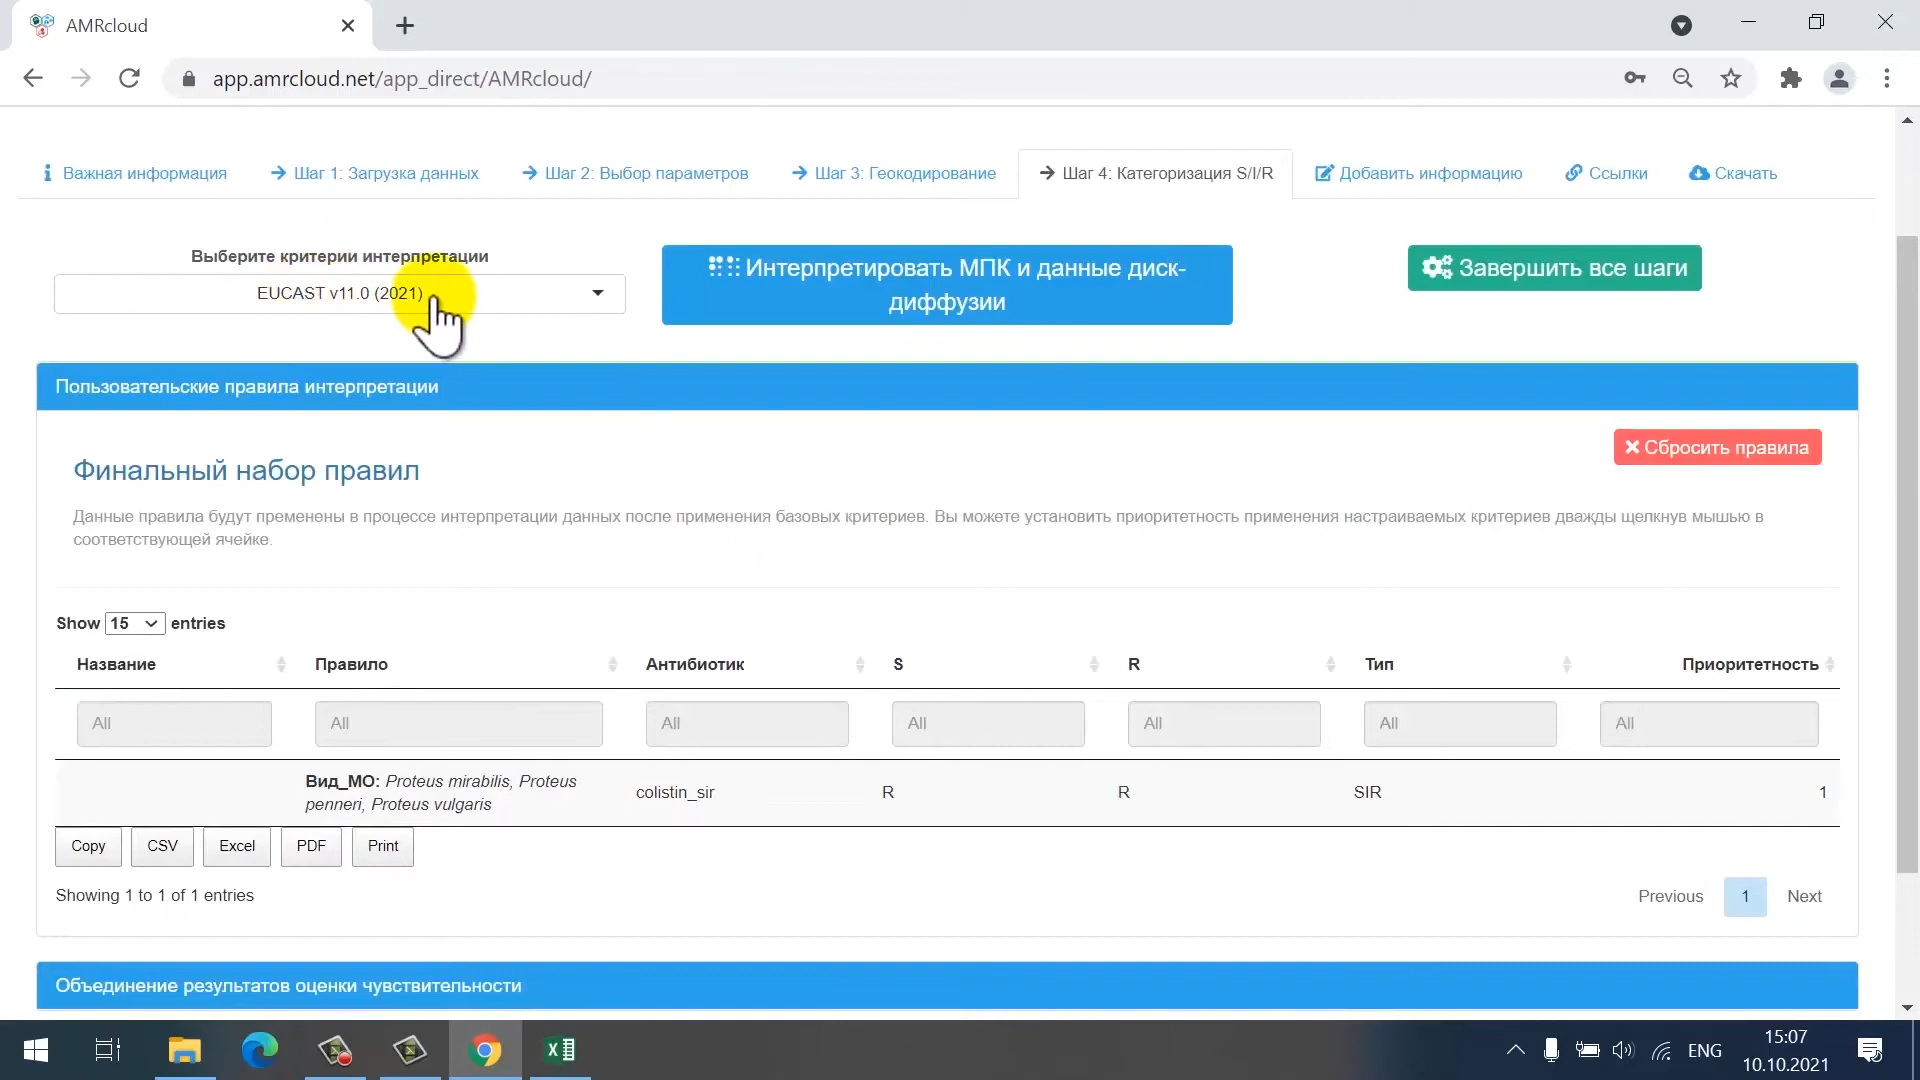 AMRcloud
app.amrcloud.net/app_direct/AMRcloud/
Важная информация
Шаг 1: Загрузка данных
Шаг 2: Выбор параметров
Шаг 3: Геокодирование
Шаг 4: Категоризация S/I/R
Добавить информацию
Ссылки
Скачать
Выберите критерии интерпретации
EUCAST v11.0 (2021)
Интерпретировать МПК и данные диск-
диффузии
Завершить все шаги
Пользовательские правила интерпретации
Сбросить правила
Финальный набор правил
Данные правила будут пременены в процессе интерпретации данных после применения базовых критериев. Вы можете установить приоритетность применения настраиваемых критериев дважды щелкнув мышью в
соответствующей ячейке.
Show 15 entries
Название Правило Антибиотик S R Тип Приоритетность
All All All All All All All
Вид_МО: Proteus mirabilis, Proteus
penneri, Proteus vulgaris
colistin_sir R R SIR 1
Copy CSV Excel PDF Print
Showing 1 to 1 of 1 entries
Previous 1 Next
Объединение результатов оценки чувствительности
ENG
15:07
10.10.2021